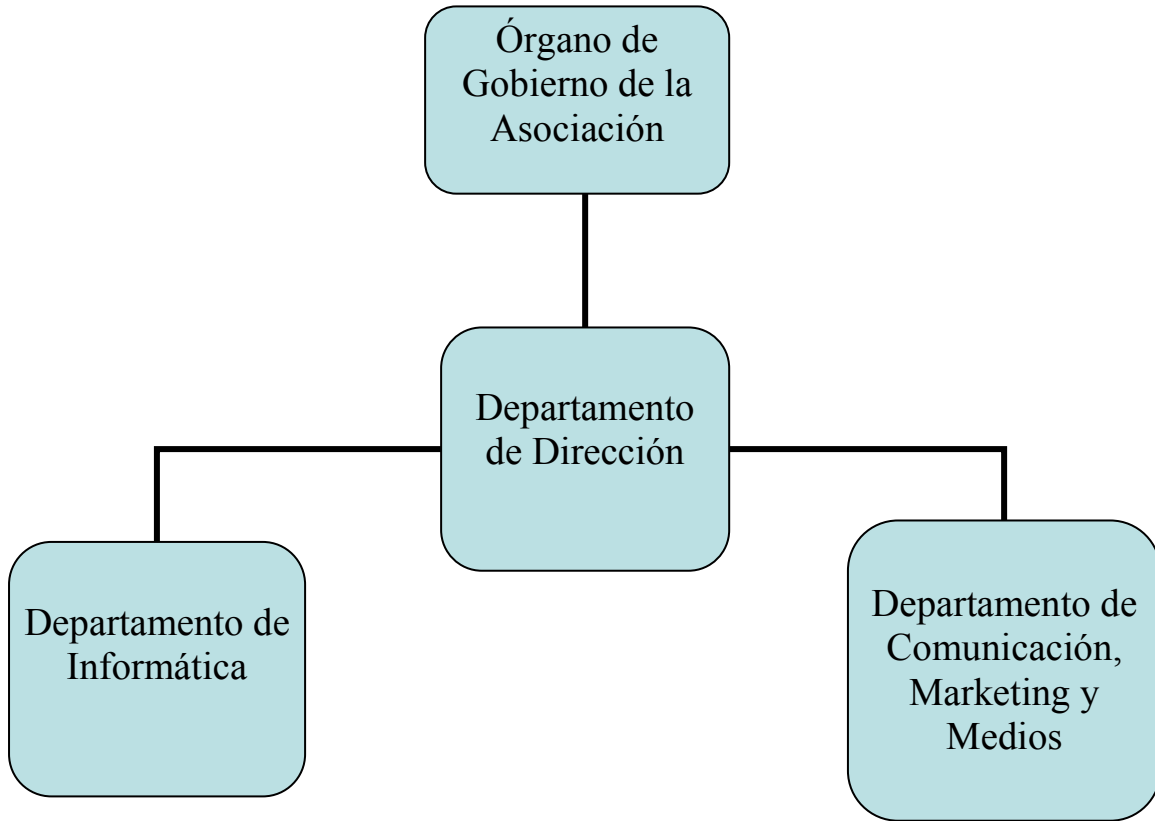 Órgano de
Gobierno de la
Asociación
Departamento
de Dirección
Departamento de
Informática
Departamento de
Comunicación,
Marketing y
Medios